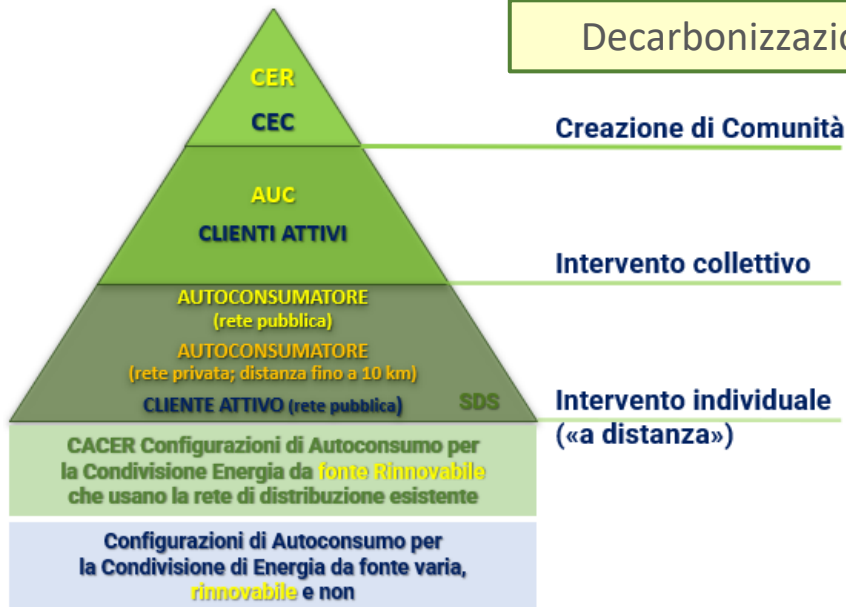 Decarbonizzazio
CER
CEC
Creazione di Comunità
AUC
CLIENTI ATTIVI
Intervento collettivo
AUTOCONSUMATORE
(rete pubblica)
AUTOCONSUMATORE
(rete privata; distanza fino a 10 km)
CLIENTE ATTIVO (rete pubblica) SDS
Intervento individuale
(«a distanza»)
CACER Configurazioni di Autoconsumo per
la Condivisione Energia da fonte Rinnovabile
che usano la rete di distribuzione esistente
Configurazioni di Autoconsumo per
la Condivisione di Energia da fonte varia,
rinnovabile e non